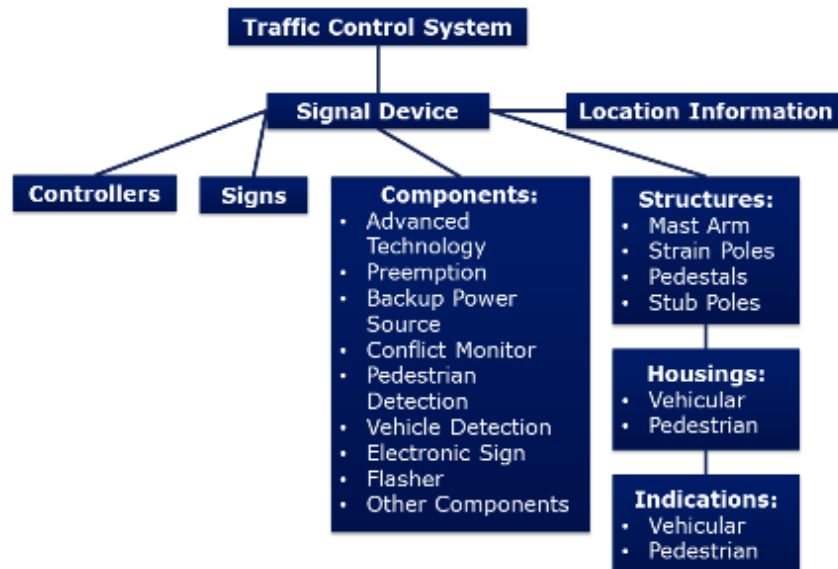 Traffic Control System
Signal Device
Location Information
Controllers
Signs
Components:
• Advanced
Technology
• Preemption
• Backup Power
Source
• Conflict Monitor
• Pedestrian
Detection
• Vehicle Detection
• Electronic Sign
• Flasher
• Other Components
Structures:
• Mast Arm
• Strain Poles
• Pedestals
• Stub Poles
Housings:
• Vehicular
• Pedestrian
Indications:
• Vehicular
• Pedestrian